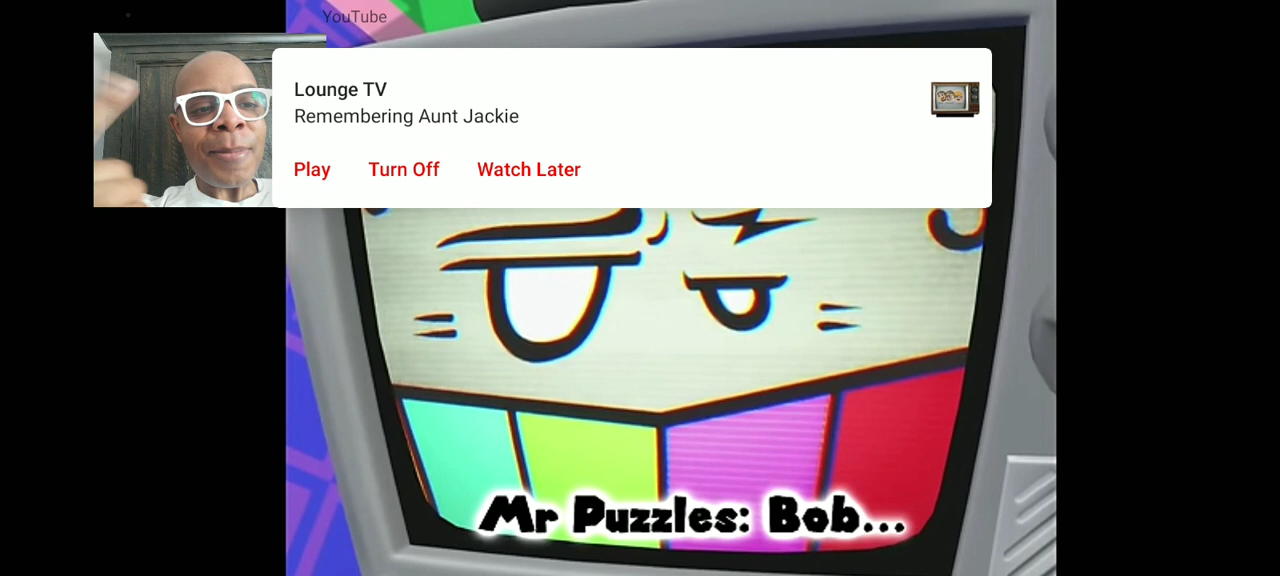 YouTube
Lounge TV
Remembering Aunt Jackie
Play Turn Off Watch Later
Mr Puzzles: Bob...